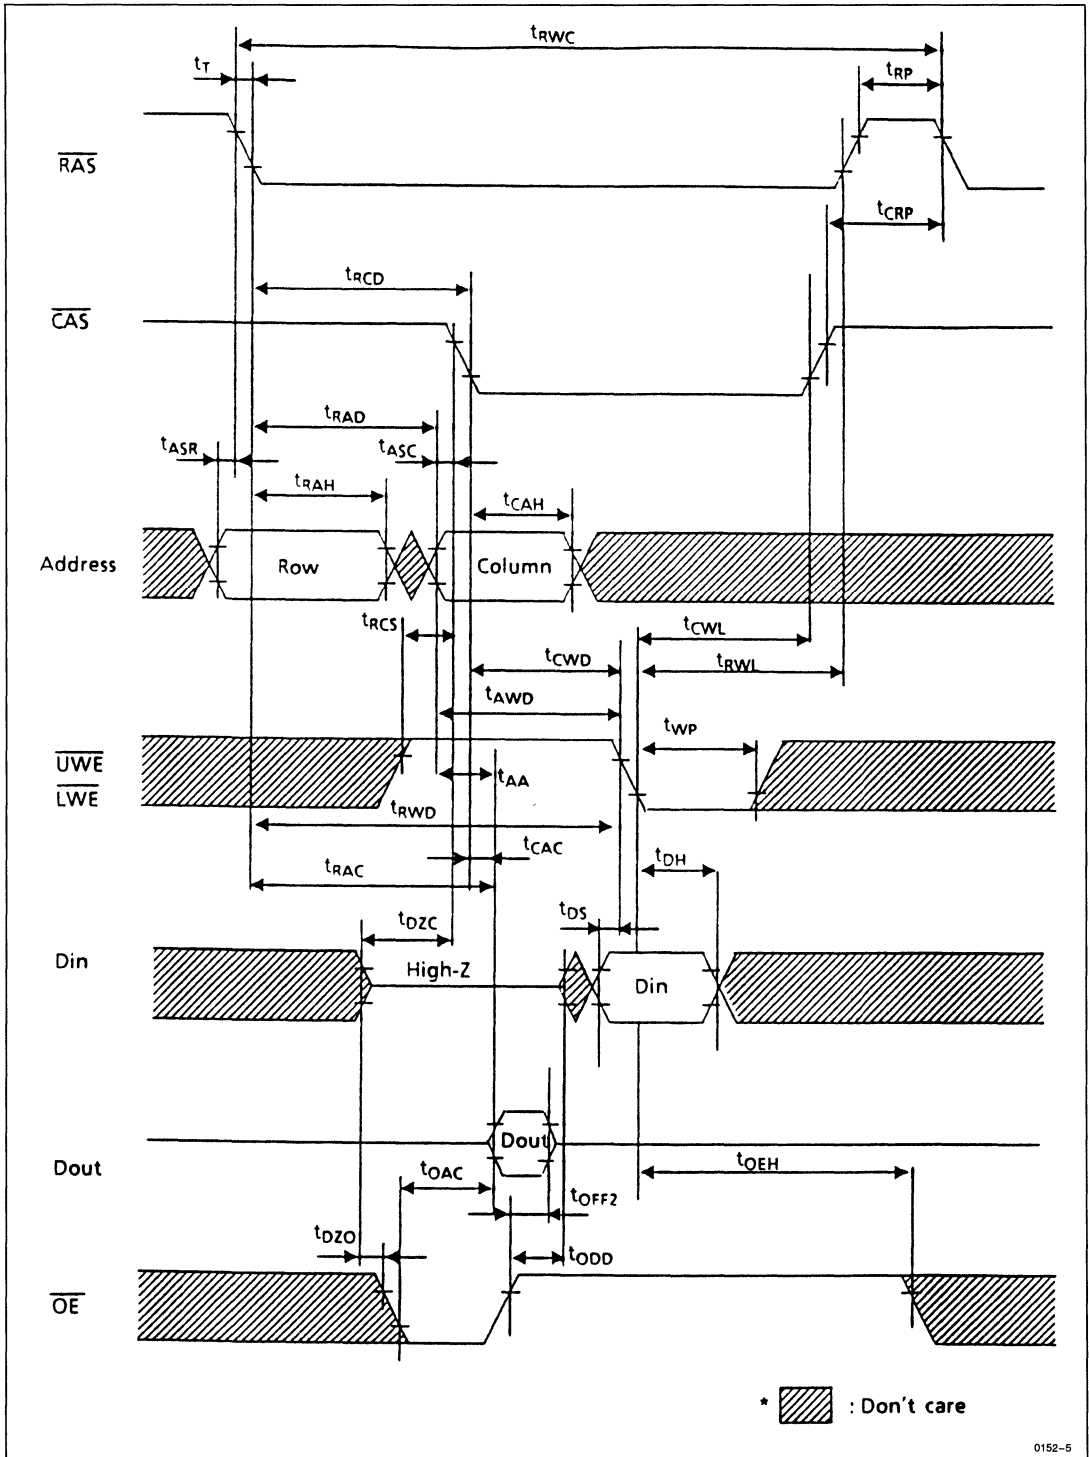 tRWC
tT
tRP
RAS
tCRP
tRCD
CAS
tRAD
tASR
tASC
tRAH
tCAH
Address
Row
Column
tRCS
tCWL
tCWD
tRWL
tAWD
tWP
UWE
tAA
LWE
tRWD
tCAC
tRAC
tDH
tDZC
tDS
Din
High-Z
Din
Dout
Dout
tOAC
tOEH
tOFF2
tDZO
tODD
OE
* : Don't care
0152-5